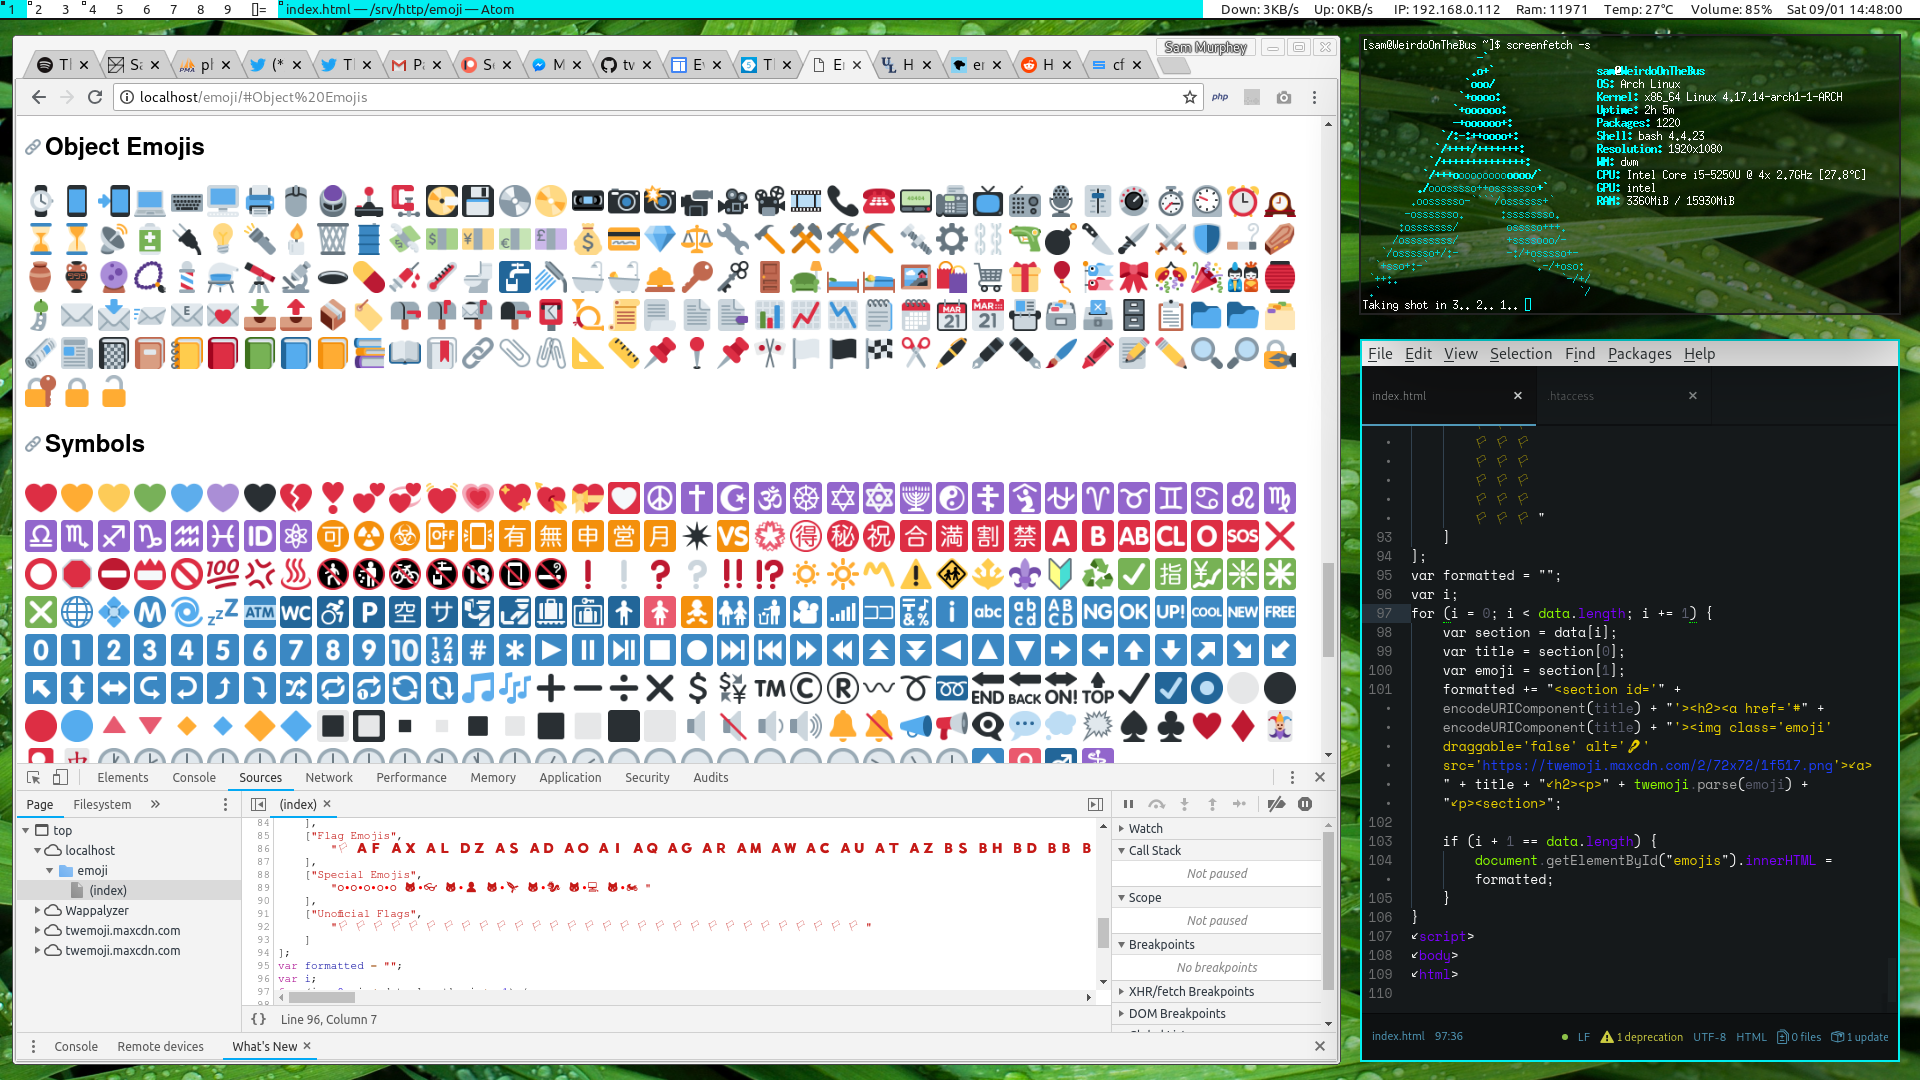 1 2 3 4 5 6 7 8 9 []= index.html — /srv/http/emoji — Atom Down: 3KB/s Up: 0KB/s IP: 192.168.0.112 Ram: 11971 Temp: 27°C Volume: 85% Sat 09/01 14:48:00
Sam Murphey
localhost/emoji/#Object%20Emojis
php
Object Emojis
Symbols
Elements Console Sources Network Performance Memory Application Security Audits
Page Filesystem »
(index)
top
localhost
emoji
(index)
Wappalyzer
twemoji.maxcdn.com
twemoji.maxcdn.com
84 ],
85 ["Flag Emojis",
86 AF AX AL DZ AS AD AO AI AQ AG AR AM AW AC AU AT AZ BS BH BD BB B
87 ],
88 ["Special Emojis",
89
90 ],
91 ["Unoficial Flags",
92
93 ]
94 ];
95 var formatted = "";
96 var i;
97
{} Line 96, Column 7
Watch
Call Stack
Not paused
Scope
Not paused
Breakpoints
No breakpoints
XHR/fetch Breakpoints
DOM Breakpoints
Console Remote devices What's New
[sam@WeirdoOnTheBus ~]$ screenfetch -s
sam@WeirdoOnTheBus
OS: Arch Linux
Kernel: x86_64 Linux 4.17.14-arch1-1-ARCH
Uptime: 2h 5m
Packages: 1220
Shell: bash 4.4.23
Resolution: 1920x1080
WM: dwm
CPU: Intel Core i5-5250U @ 4x 2.7GHz [27.8°C]
GPU: intel
RAM: 3360MiB / 15930MiB
Taking shot in 3.. 2.. 1..
File Edit View Selection Find Packages Help
index.html .htaccess
93 ]
94 ];
95 var formatted = "";
96 var i;
97 for (i = 0; i < data.length; i += 1) {
98 var section = data[i];
99 var title = section[0];
100 var emoji = section[1];
101 formatted += "<section id='" +
encodeURIComponent(title) + "'><h2><a href='#" +
encodeURIComponent(title) + "'><img class='emoji'
draggable='false' alt='🔗'
src='https://twemoji.maxcdn.com/2/72x72/1f517.png'></a>
" + title + "</h2><p>" + twemoji.parse(emoji) +
"</p></section>";
102
103 if (i + 1 == data.length) {
104 document.getElementById("emojis").innerHTML =
formatted;
105 }
106 }
107 </script>
108 </body>
109 </html>
110
index.html 97:36 LF 1 deprecation UTF-8 HTML 0 files 1 update